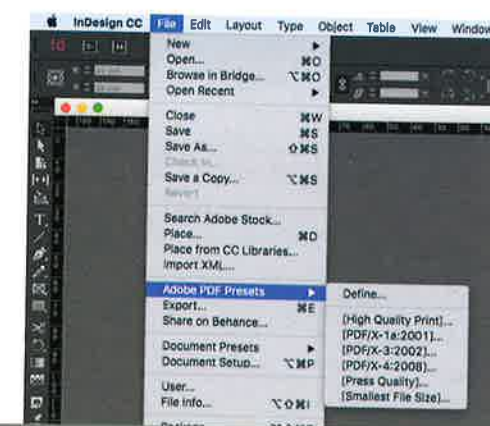 InDesign CC File Edit Layout Type Object Table View Window
New
Open... ⌘O
Browse in Bridge... ⌥⌘O
Open Recent
Close ⌘W
Save ⌘S
Save As... ⇧⌘S
Check In...
Save a Copy... ⌥⌘S
Revert
Search Adobe Stock...
Place... ⌘D
Place from CC Libraries...
Import XML...
Adobe PDF Presets
Define...
Export... ⌘E
Share on Behance...
[High Quality Print]...
[PDF/X-1a:2001]...
[PDF/X-3:2002]...
[PDF/X-4:2008]...
[Press Quality]...
[Smallest File Size]...
Document Presets
Document Setup... ⌥⌘P
User...
File Info... ⌥⇧⌘I